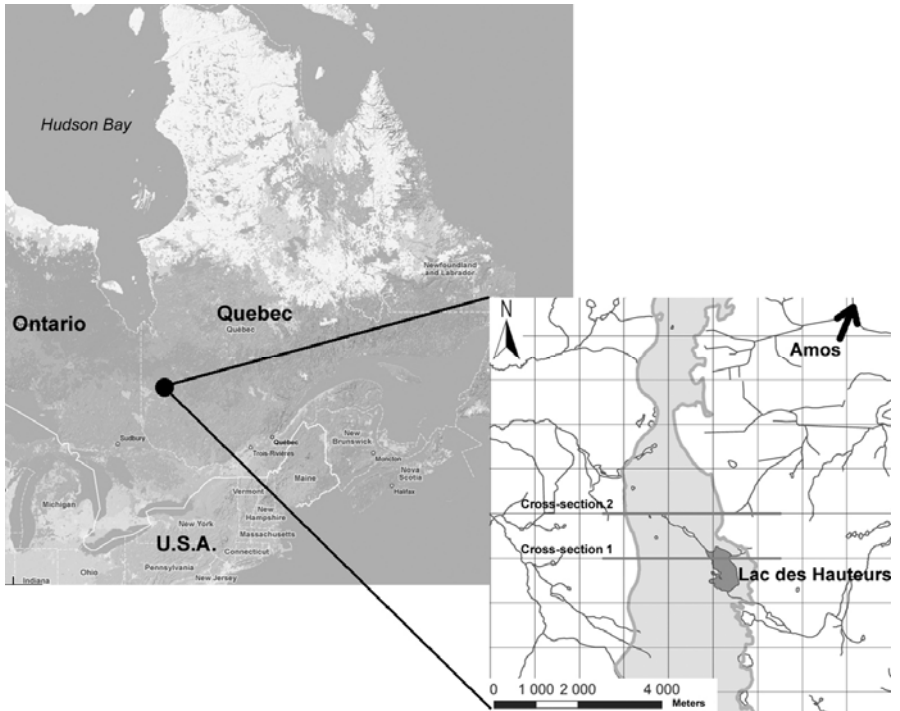 Hudson Bay
Newfoundland
and Labrador
Quebec
Québec
Ontario
Sudbury
Québec
Trois-Rivières
New
Brunswick
Moncton
Nova
Scotia
Halifax
Maine
Vermont
New
Hampshire
Massachusetts
Michigan
New York
U.S.A.
Connecticut
Ohio
Pennsylvania
Indiana
New Jersey
N
Amos
Cross-section 2
Cross-section 1
Lac des Hauteurs
0 1 000 2 000 4 000
Meters